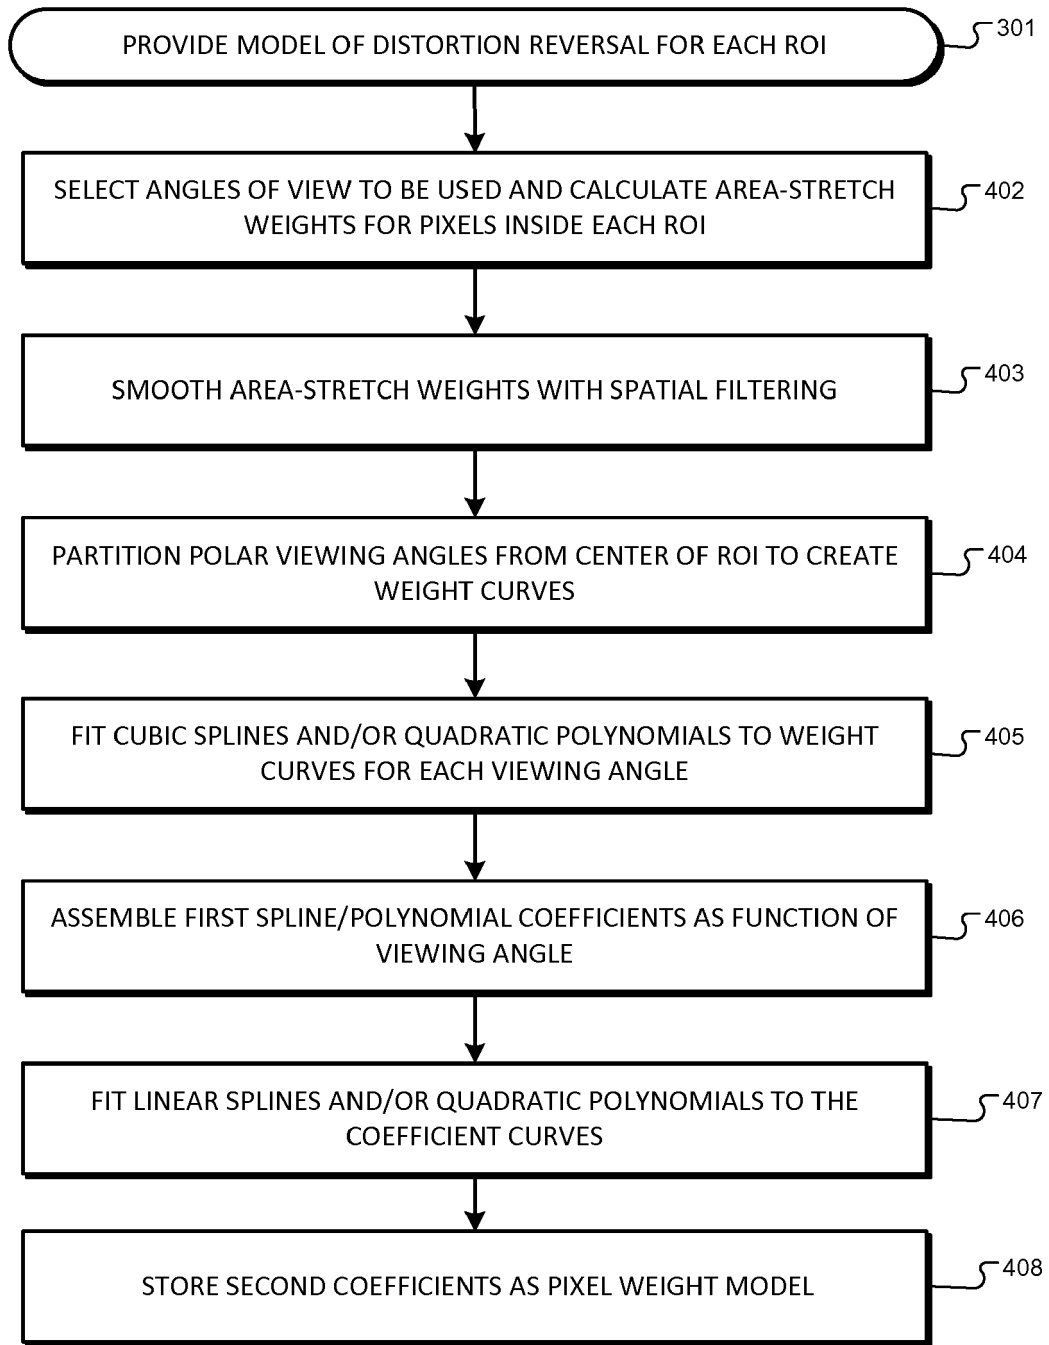 PROVIDE MODEL OF DISTORTION REVERSAL FOR EACH ROI
301
SELECT ANGLES OF VIEW TO BE USED AND CALCULATE AREA-STRETCH
WEIGHTS FOR PIXELS INSIDE EACH ROI
402
SMOOTH AREA-STRETCH WEIGHTS WITH SPATIAL FILTERING
403
PARTITION POLAR VIEWING ANGLES FROM CENTER OF ROI TO CREATE
WEIGHT CURVES
404
FIT CUBIC SPLINES AND/OR QUADRATIC POLYNOMIALS TO WEIGHT
CURVES FOR EACH VIEWING ANGLE
405
ASSEMBLE FIRST SPLINE/POLYNOMIAL COEFFICIENTS AS FUNCTION OF
VIEWING ANGLE
406
FIT LINEAR SPLINES AND/OR QUADRATIC POLYNOMIALS TO THE
COEFFICIENT CURVES
407
STORE SECOND COEFFICIENTS AS PIXEL WEIGHT MODEL
408